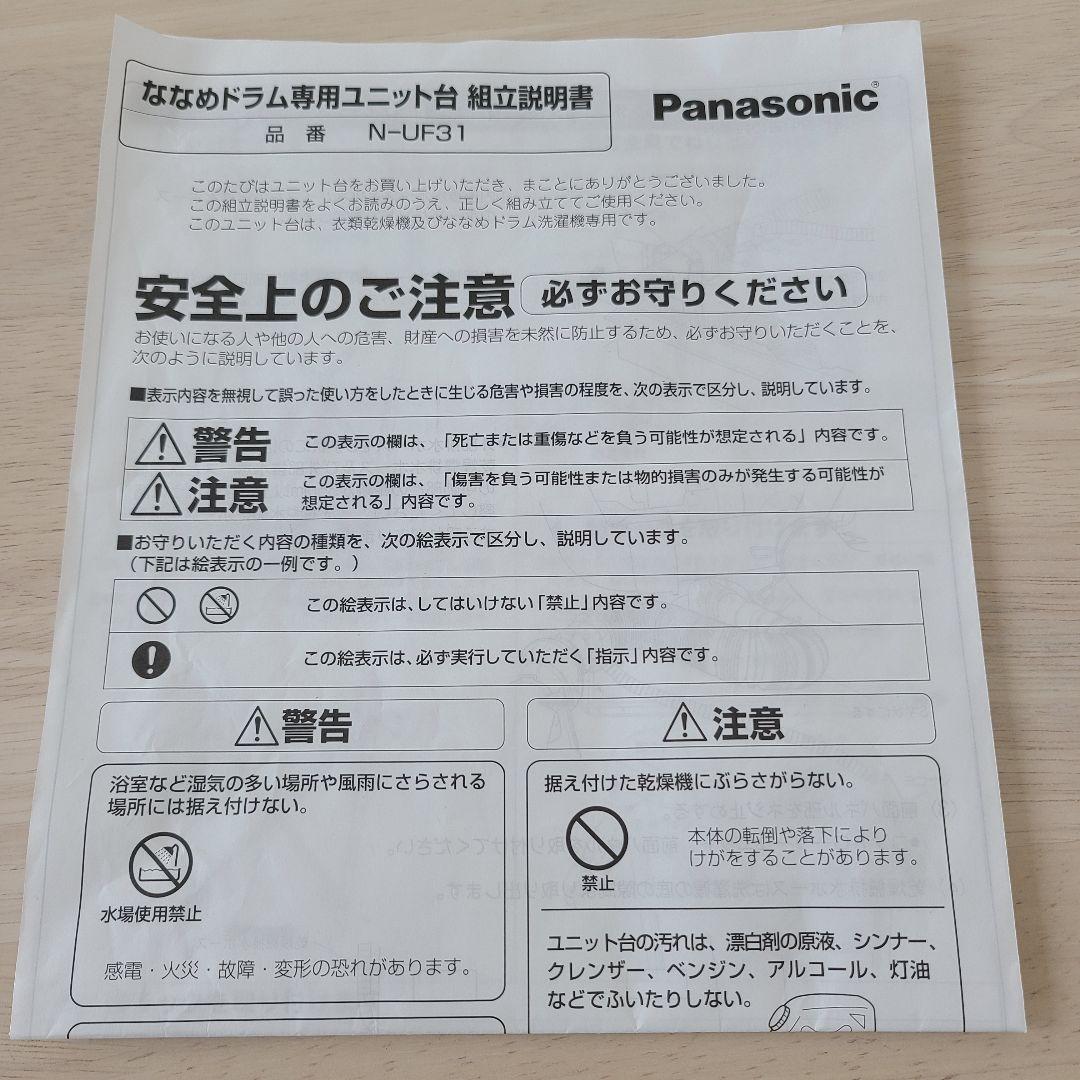 ななめドラム専用ユニット台 組立説明書
品 番 N-UF31
Panasonic®
このたびはユニット台をお買い上げいただき、まことにありがとうございました。
この組立説明書をよくお読みのうえ、正しく組み立ててご使用ください。
このユニット台は、衣類乾燥機及びななめドラム洗濯機専用です。
安全上のご注意 必ずお守りください
お使いになる人や他の人への危害、財産への損害を未然に防止するため、必ずお守りいただくことを、
次のように説明しています。
■表示内容を無視して誤った使い方をしたときに生じる危害や損害の程度を、次の表示で区分し、説明しています。
警告 この表示の欄は、「死亡または重傷などを負う可能性が想定される」内容です。
注意 この表示の欄は、「傷害を負う可能性または物的損害のみが発生する可能性が
想定される」内容です。
■お守りいただく内容の種類を、次の絵表示で区分し、説明しています。
(下記は絵表示の一例です。)
この絵表示は、してはいけない「禁止」内容です。
この絵表示は、必ず実行していただく「指示」内容です。
警告
浴室など湿気の多い場所や風雨にさらされる
場所には据え付けない。
水場使用禁止
感電・火災・故障・変形の恐れがあります。
注意
据え付けた乾燥機にぶらさがらない。
禁止
本体の転倒や落下により
けがをすることがあります。
ユニット台の汚れは、漂白剤の原液、シンナー、
クレンザー、ベンジン、アルコール、灯油
などでふいたりしない。